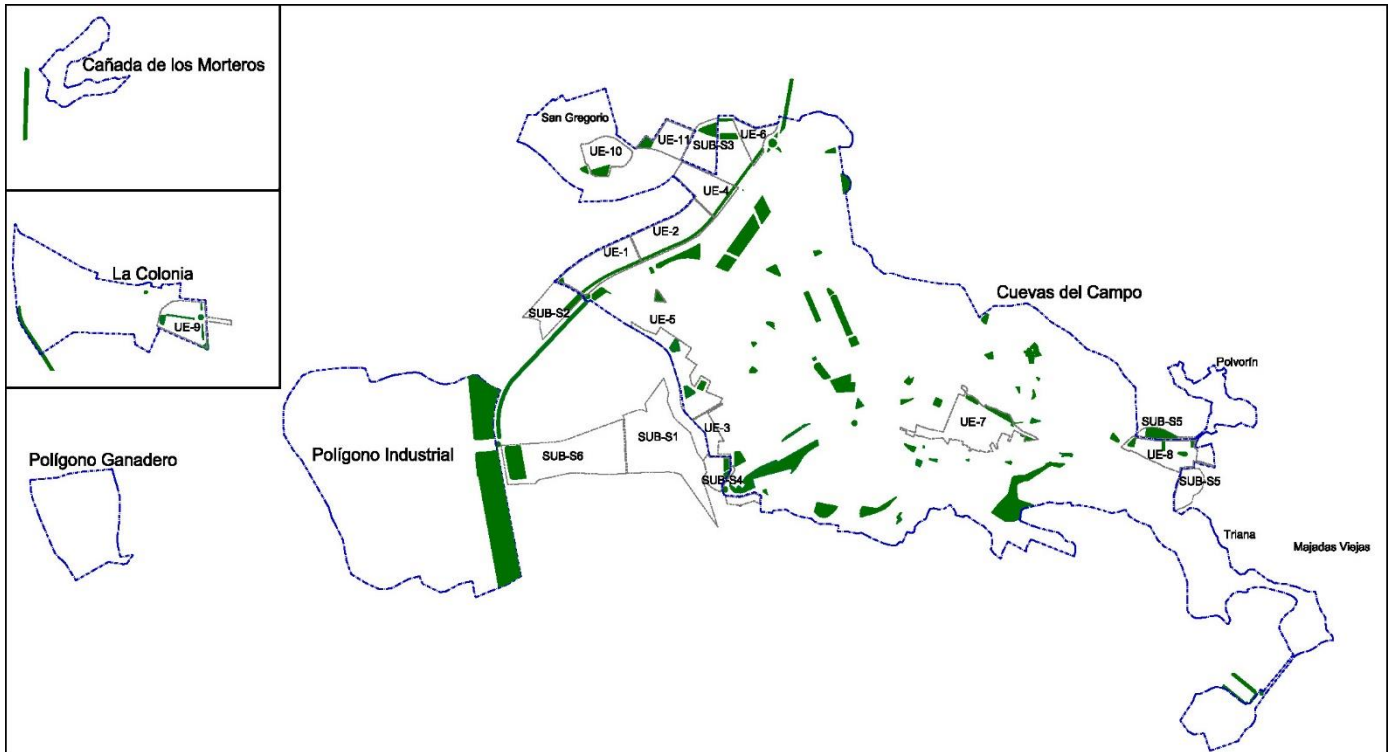 Cañada de los Morteros
La Colonia
UE-9
Polígono Ganadero
San Gregorio
UE-10
UE-11
SUB-S3
UE-6
UE-4
UE-2
UE-1
SUB-S2
UE-5
Cuevas del Campo
Polvorín
Polígono Industrial
SUB-S6
SUB-S1
UE-3
SUB-S4
UE-7
SUB-S5
UE-8
SUB-S5
Triana
Majadas Viejas